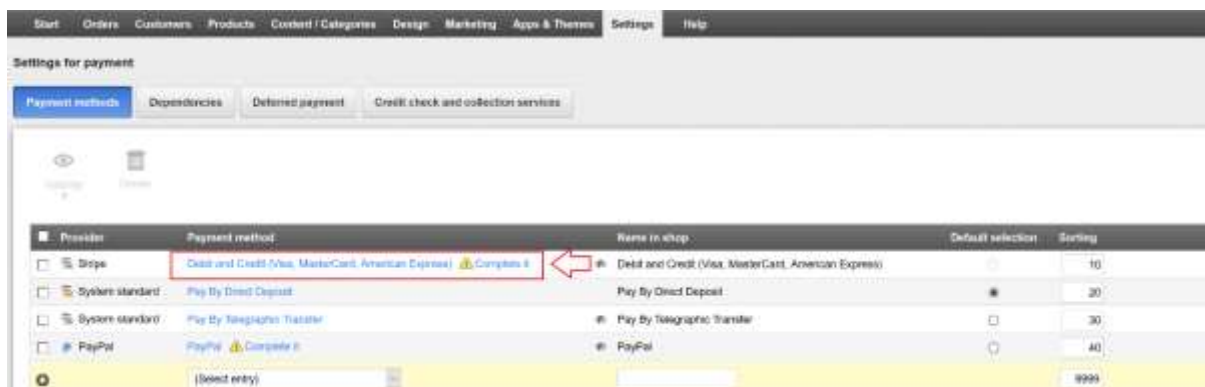 Start Orders Customers Products Content / Categories Design Marketing Apps & Themes Settings Help
Settings for payment
Payment methods Dependencies Deferred payment Credit check and collection services
Delete
Provider Payment method Name in shop Default selection Sorting
Stripe Debit and Credit (Visa, MasterCard, American Express) Complete it Debit and Credit (Visa, MasterCard, American Express) 10
System standard Pay By Direct Deposit Pay By Direct Deposit 20
System standard Pay By Telegraphic Transfer Pay By Telegraphic Transfer 30
PayPal PayPal Complete it PayPal 40
(Select entry) 9999